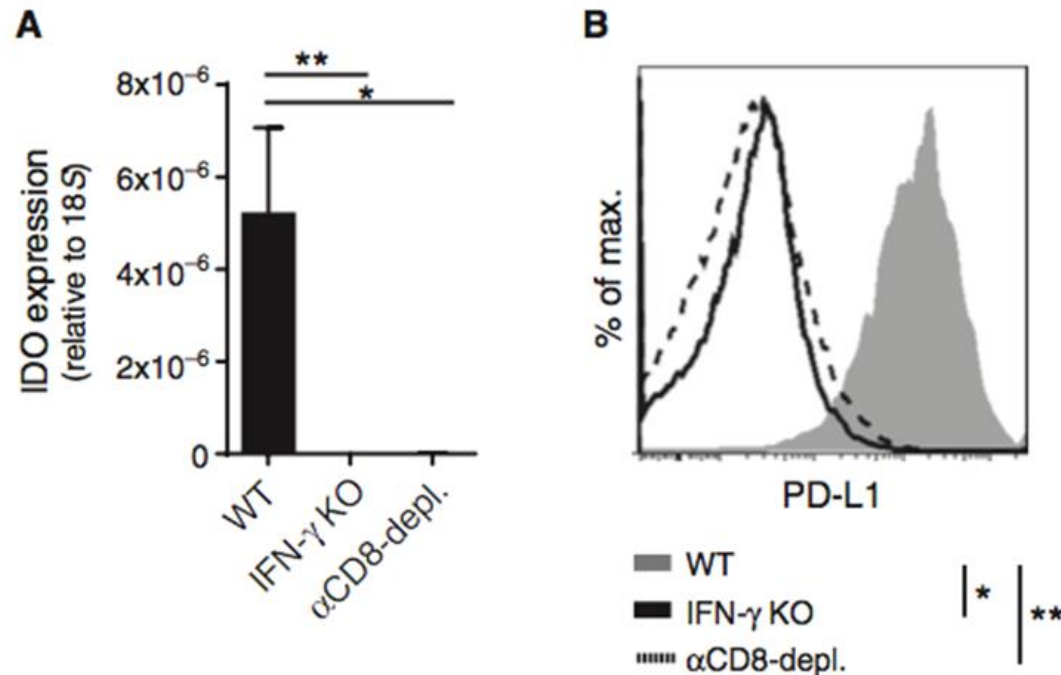 A
**
*
8x10⁻⁶
6x10⁻⁶
4x10⁻⁶
2x10⁻⁶
0
IDO expression
(relative to 18S)
WT
IFN-γ KO
αCD8-depl.
B
% of max.
PD-L1
WT
IFN-γ KO
αCD8-depl.
*
**